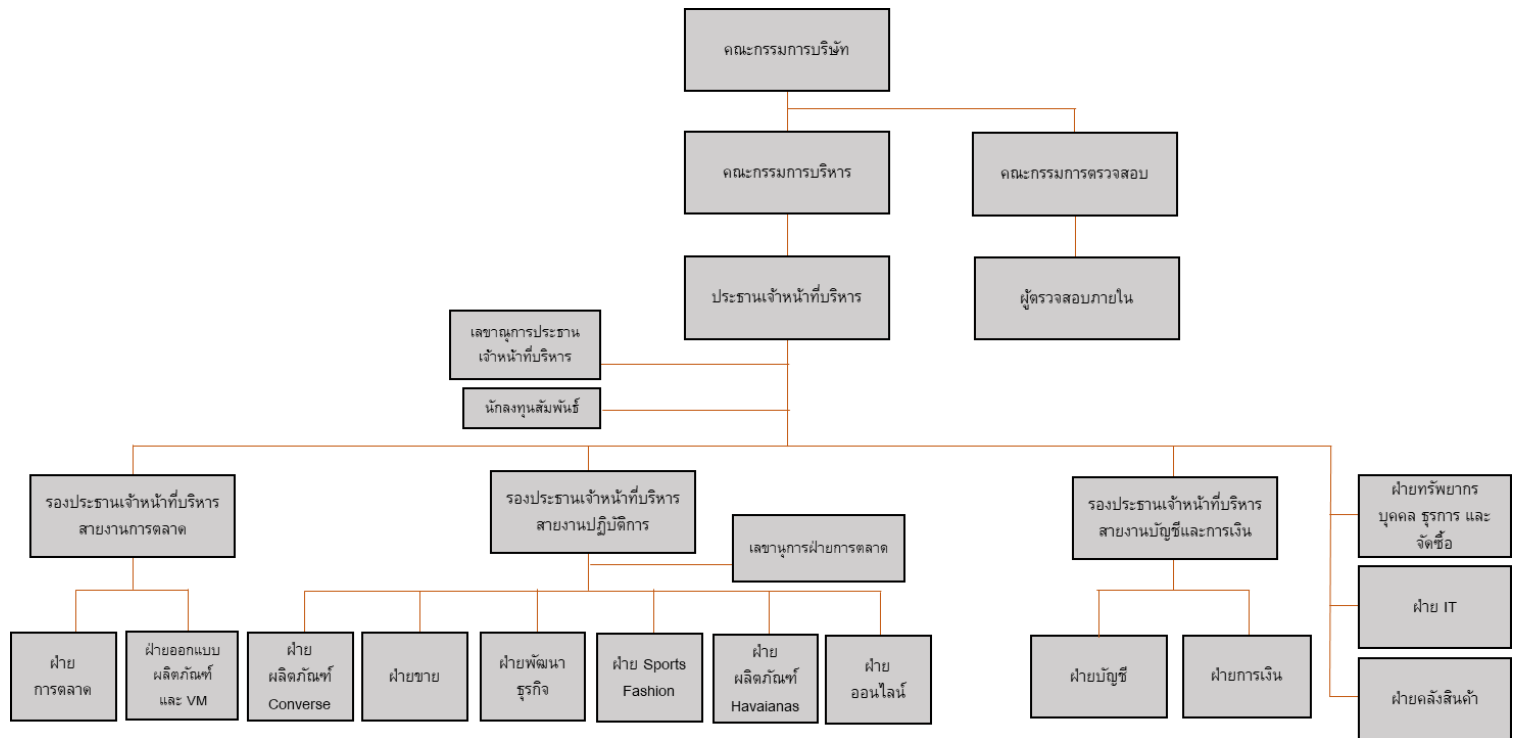 คณะกรรมการบริษัท
คณะกรรมการบริหาร
คณะกรรมการตรวจสอบ
ประธานเจ้าหน้าที่บริหาร
ผู้ตรวจสอบภายใน
เลขาณุการประธาน
เจ้าหน้าที่บริหาร
นักลงทุนสัมพันธ์
รองประธานเจ้าหน้าที่บริหาร
สายงานการตลาด
รองประธานเจ้าหน้าที่บริหาร
สายงานปฏิบัติการ
เลขานุการฝ่ายการตลาด
รองประธานเจ้าหน้าที่บริหาร
สายงานบัญชีและการเงิน
ฝ่ายทรัพยากร
บุคคล ธุรการ และ
จัดซื้อ
ฝ่าย IT
ฝ่ายคลังสินค้า
ฝ่าย
การตลาด
ฝ่ายออกแบบ
ผลิตภัณฑ์
และ VM
ฝ่าย
ผลิตภัณฑ์
Converse
ฝ่ายขาย
ฝ่ายพัฒนา
ธุรกิจ
ฝ่าย Sports
Fashion
ฝ่าย
ผลิตภัณฑ์
Havaianas
ฝ่าย
ออนไลน์
ฝ่ายบัญชี
ฝ่ายการเงิน